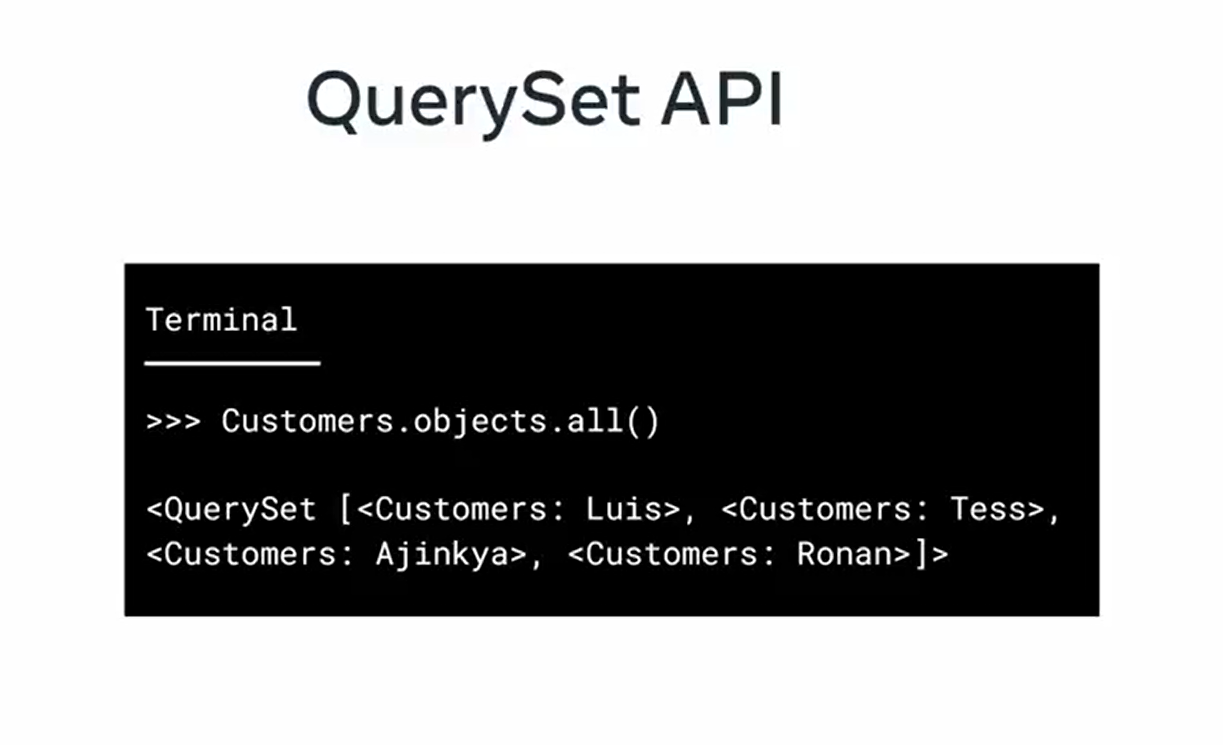 QuerySet API
Terminal
>>> Customers.objects.all()
<QuerySet [<Customers: Luis>, <Customers: Tess>,
<Customers: Ajinkya>, <Customers: Ronan>]>